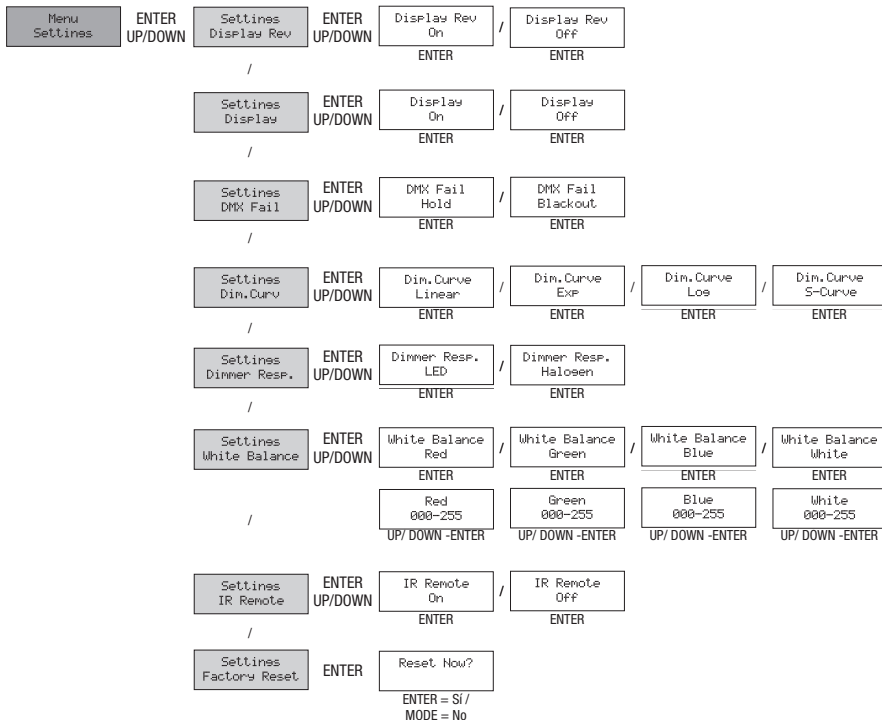 Menu
Settings
ENTER
UP/DOWN
Settings
Display Rev
ENTER
UP/DOWN
Display Rev
On
ENTER
/
Display Rev
Off
ENTER
/
Settings
Display
ENTER
UP/DOWN
Display
On
ENTER
/
Display
Off
ENTER
/
Settings
DMX Fail
ENTER
UP/DOWN
DMX Fail
Hold
ENTER
/
DMX Fail
Blackout
ENTER
/
Settings
Dim.Curv
ENTER
UP/DOWN
Dim.Curve
Linear
ENTER
/
Dim.Curve
Exp
ENTER
/
Dim.Curve
Log
ENTER
/
Dim.Curve
S-Curve
ENTER
/
Settings
Dimmer Resp.
ENTER
UP/DOWN
Dimmer Resp.
LED
ENTER
/
Dimmer Resp.
Halogen
ENTER
/
Settings
White Balance
ENTER
UP/DOWN
White Balance
Red
ENTER
/
White Balance
Green
ENTER
/
White Balance
Blue
ENTER
/
White Balance
White
ENTER
/
Red
000-255
UP/ DOWN -ENTER
Green
000-255
UP/ DOWN -ENTER
Blue
000-255
UP/ DOWN -ENTER
White
000-255
UP/ DOWN -ENTER
Settings
IR Remote
ENTER
UP/DOWN
IR Remote
On
ENTER
/
IR Remote
Off
ENTER
/
Settings
Factory Reset
ENTER
Reset Now?
ENTER = Sí /
MODE = No